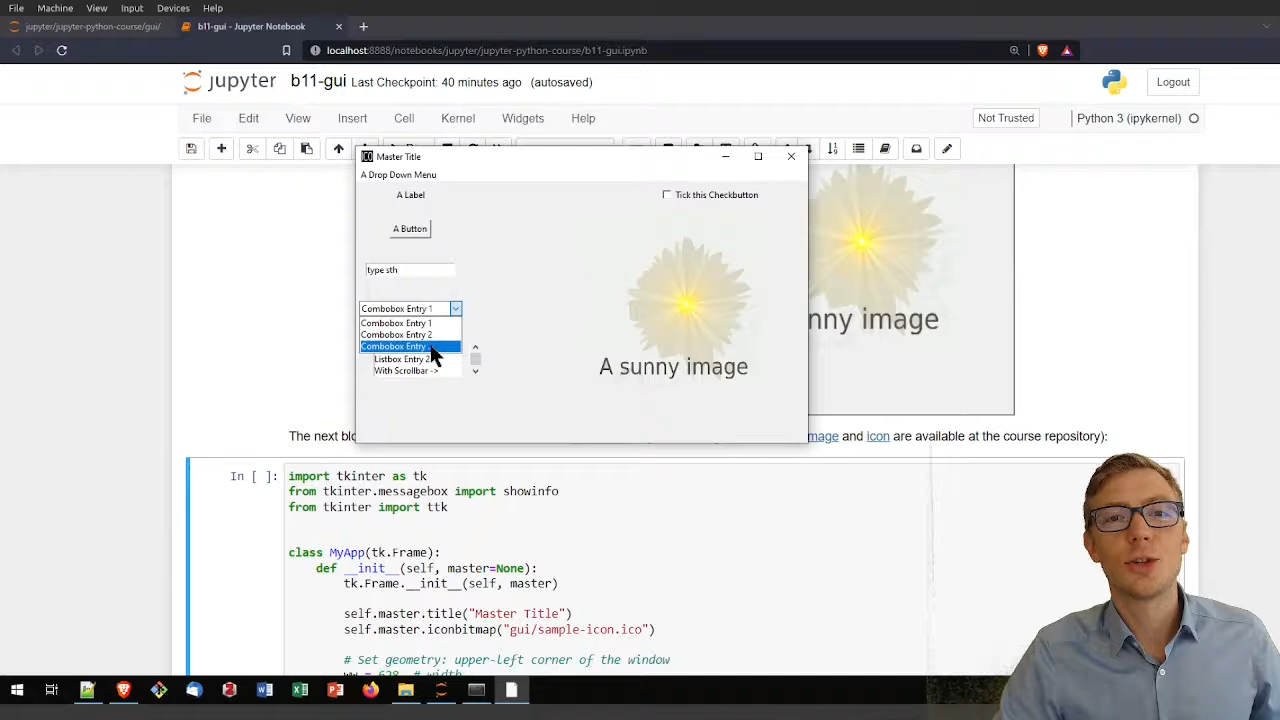 File Machine View Input Devices Help
jupyter/jupyter-python-course/gui/
b11-gui - Jupyter Notebook
localhost:8888/notebooks/jupyter/jupyter-python-course/b11-gui.ipynb
jupyter b11-gui Last Checkpoint: 40 minutes ago (autosaved)
Logout
File Edit View Insert Cell Kernel Widgets Help
Not Trusted
Python 3 (ipykernel)
Master Title
A Drop Down Menu
A Label
Tick this Checkbutton
A Button
type sth
Combobox Entry 1
Combobox Entry 1
Combobox Entry 2
Combobox Entry
Listbox Entry 2
With Scrollbar ->
A sunny image
nny image
The next blo
mage and icon are available at the course repository):
In [ ]:
import tkinter as tk
from tkinter.messagebox import showinfo
from tkinter import ttk
class MyApp(tk.Frame):
def __init__(self, master=None):
tk.Frame.__init__(self, master)
self.master.title("Master Title")
self.master.iconbitmap("gui/sample-icon.ico")
# Set geometry: upper-left corner of the window
ww = 628 # width